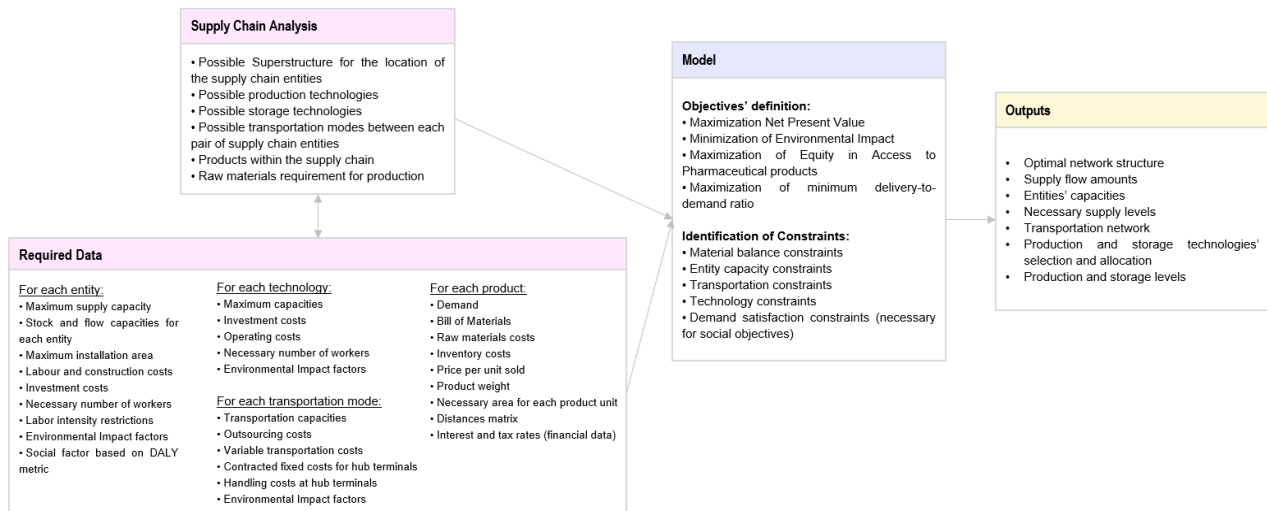 Supply Chain Analysis
• Possible Superstructure for the location of
the supply chain entities
• Possible production technologies
• Possible storage technologies
• Possible transportation modes between each
pair of supply chain entities
• Products within the supply chain
• Raw materials requirement for production
Required Data
For each entity:
• Maximum supply capacity
• Stock and flow capacities for
each entity
• Maximum installation area
• Labour and construction costs
• Investment costs
• Necessary number of workers
• Labor intensity restrictions
• Environmental Impact factors
• Social factor based on DALY
metric
For each technology:
• Maximum capacities
• Investment costs
• Operating costs
• Necessary number of workers
• Environmental Impact factors
For each transportation mode:
• Transportation capacities
• Outsourcing costs
• Variable transportation costs
• Contracted fixed costs for hub terminals
• Handling costs at hub terminals
• Environmental Impact factors
For each product:
• Demand
• Bill of Materials
• Raw materials costs
• Inventory costs
• Price per unit sold
• Product weight
• Necessary area for each product unit
• Distances matrix
• Interest and tax rates (financial data)
Model
Objectives’ definition:
• Maximization Net Present Value
• Minimization of Environmental Impact
• Maximization of Equity in Access to
Pharmaceutical products
• Maximization of minimum delivery-to-
demand ratio
Identification of Constraints:
• Material balance constraints
• Entity capacity constraints
• Transportation constraints
• Technology constraints
• Demand satisfaction constraints (necessary
for social objectives)
Outputs
• Optimal network structure
• Supply flow amounts
• Entities’ capacities
• Necessary supply levels
• Transportation network
• Production and storage technologies’
selection and allocation
• Production and storage levels